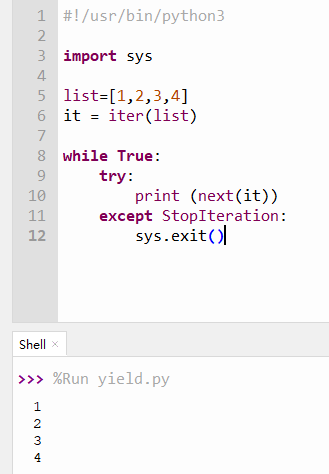 1 #!/usr/bin/python3
2
3 import sys
4
5 list=[1,2,3,4]
6 it = iter(list)
7
8 while True:
9     try:
10         print (next(it))
11     except StopIteration:
12         sys.exit()
Shell ×
>>> %Run yield.py
1
2
3
4